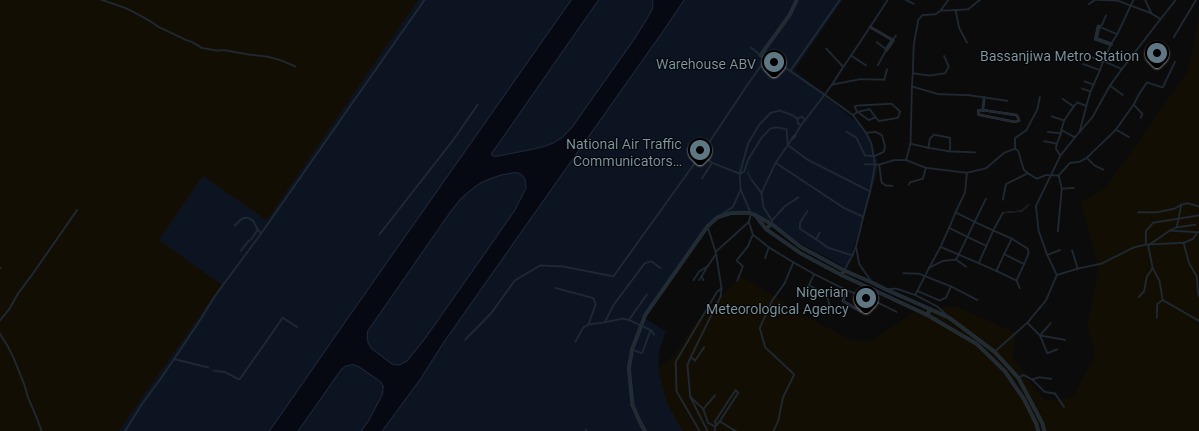 Warehouse ABV
Bassanjiwa Metro Station
National Air Traffic
Communicators...
Nigerian
Meteorological Agency